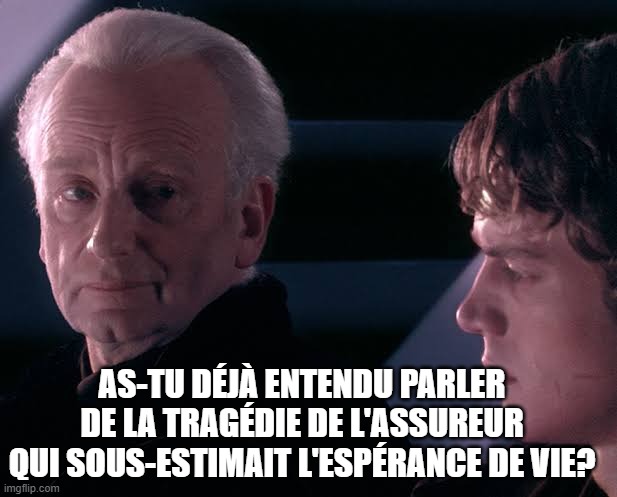 AS-TU DÉJÀ ENTENDU PARLER
DE LA TRAGÉDIE DE L'ASSUREUR
QUI SOUS-ESTIMAIT L'ESPÉRANCE DE VIE?
imgflip.com